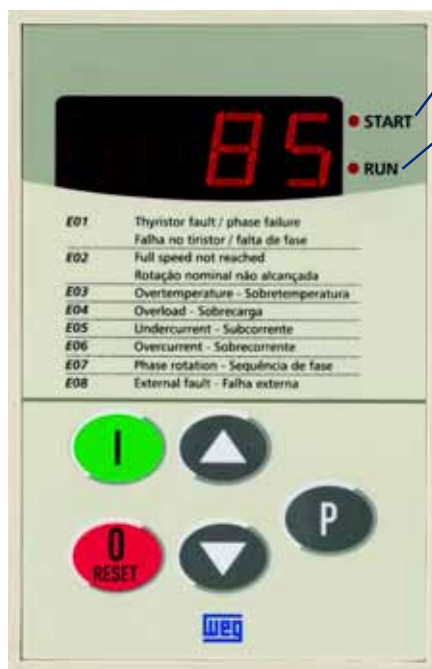 85
START
RUN
E01 Thyristor fault / phase failure
Falha no tiristor / falta de fase
E02 Full speed not reached
Rotação nominal não alcançada
E03 Overtemperature - Sobretemperatura
E04 Overload - Sobrecarga
E05 Undercurrent - Subcorrente
E06 Overcurrent - Sobrecorrente
E07 Phase rotation - Sequência de fase
E08 External fault - Falha externa
I
P
0
RESET
WEG